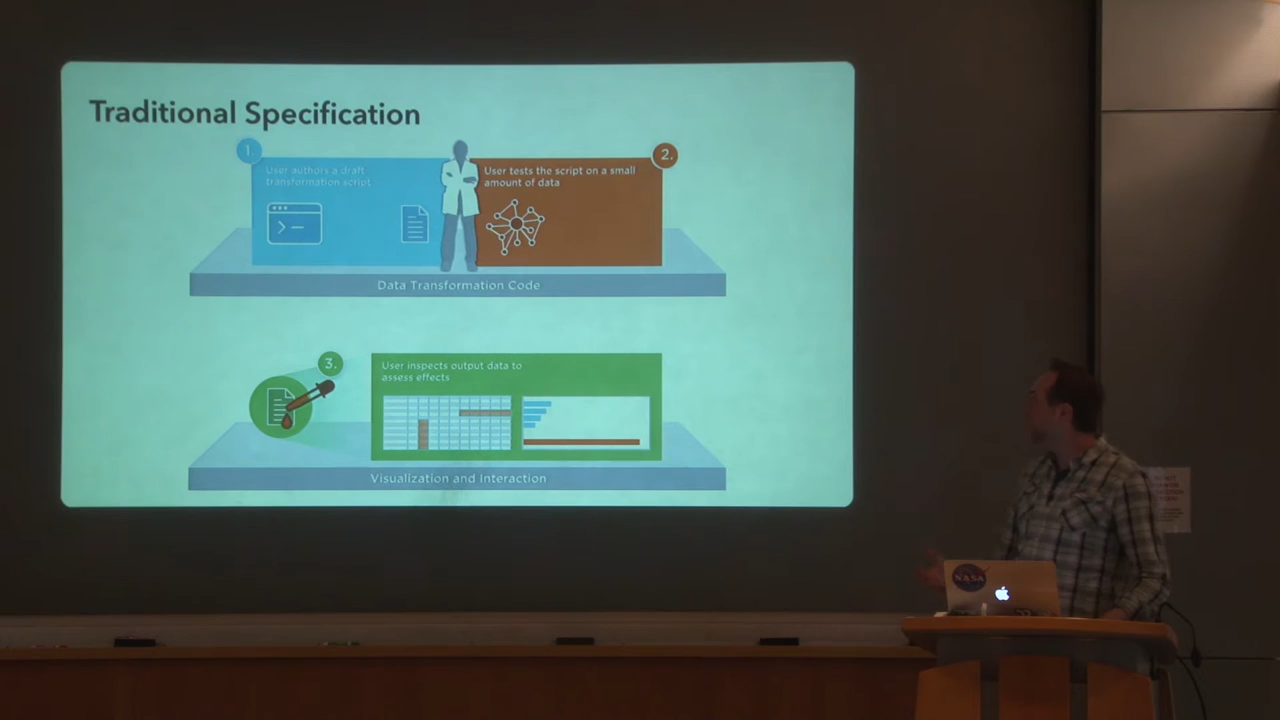 Traditional Specification
1.
User authors a draft
transformation script
2.
User tests the script on a small
amount of data
Data Transformation Code
3.
User inspects output data to
assess effects
Visualization and Interaction
NASA